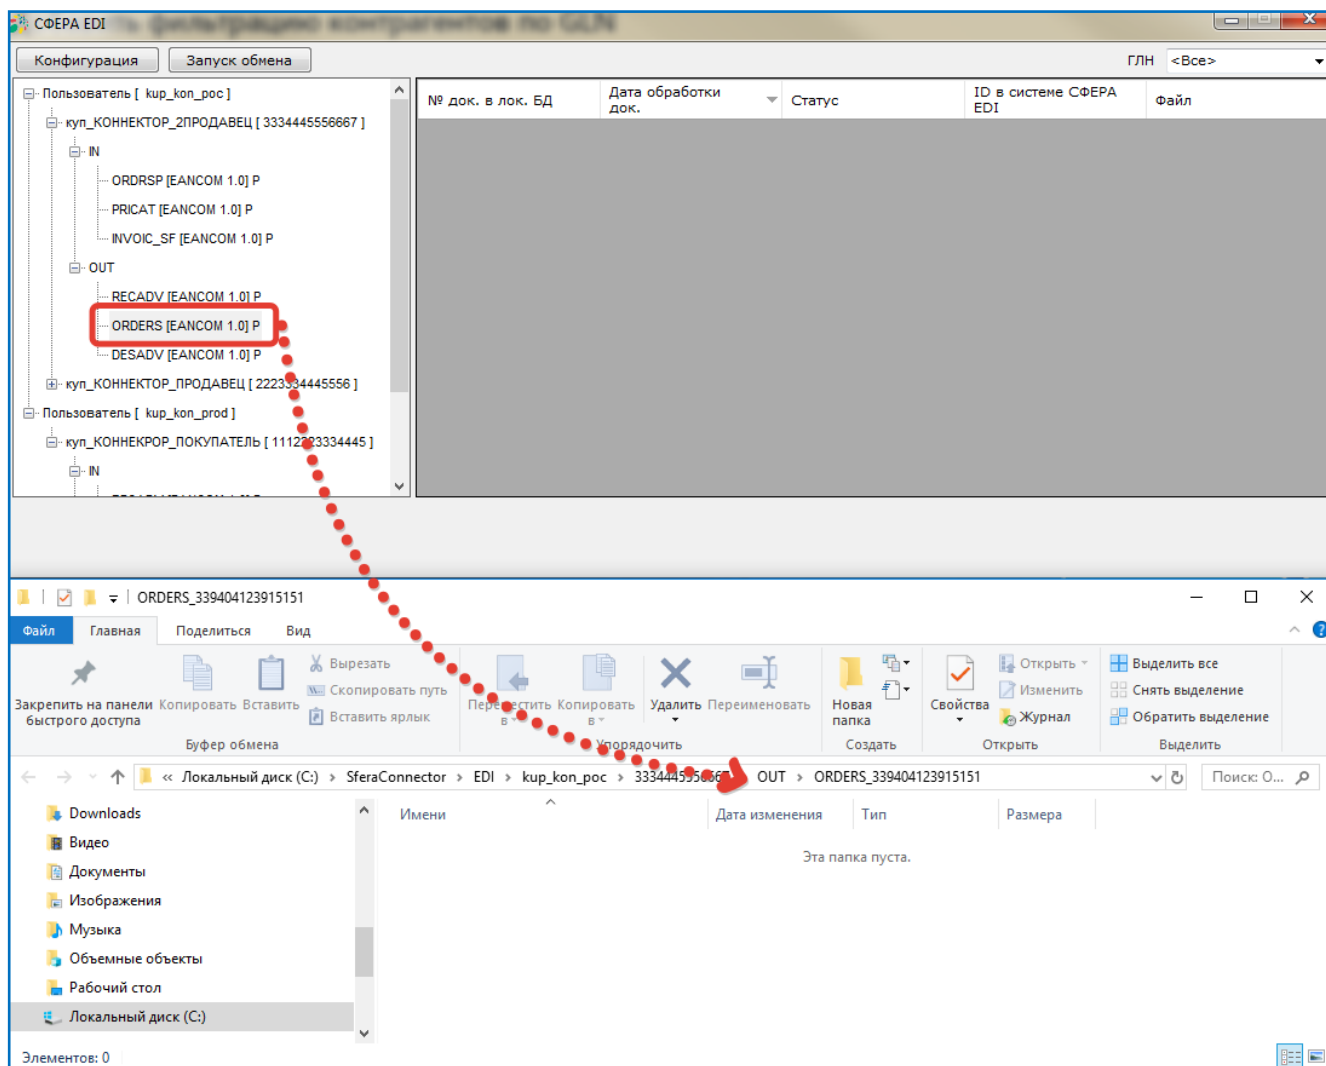 СФЕРА EDI
Конфигурация Запуск обмена ГЛН <Все>
Пользователь [ kup_kon_poc ]
куп_КОННЕКТОР_2ПРОДАВЕЦ [ 3334445556667 ]
IN
ORDRSP [EANCOM 1.0] P
PRICAT [EANCOM 1.0] P
INVOIC_SF [EANCOM 1.0] P
OUT
RECADV [EANCOM 1.0] P
ORDERS [EANCOM 1.0] P
DESADV [EANCOM 1.0] P
куп_КОННЕКТОР_ПРОДАВЕЦ [ 2223334445556 ]
Пользователь [ kup_kon_prod ]
куп_КОННЕКРОР_ПОКУПАТЕЛЬ [ 1112223334445 ]
IN
№ док. в лок. БД
Дата обработки
док.
Статус
ID в системе СФЕРА
EDI
Файл
ORDERS_339404123915151
Файл Главная Поделиться Вид
Закрепить на панели
быстрого доступа
Копировать
Вставить
Вырезать
Скопировать путь
Вставить ярлык
Буфер обмена
Переместить
в
Копировать
в
Удалить
Переименовать
Упорядочить
Новая
папка
Создать
Свойства
Открыть
Изменить
Журнал
Открыть
Выделить все
Снять выделение
Обратить выделение
Выделить
« Локальный диск (C:) > SferaConnector > EDI > kup_kon_poc > 3334445556667 > OUT > ORDERS_339404123915151
Поиск: O...
Downloads
Видео
Документы
Изображения
Музыка
Объемные объекты
Рабочий стол
Локальный диск (C:)
Имени Дата изменения Тип Размера
Эта папка пуста.
Элементов: 0